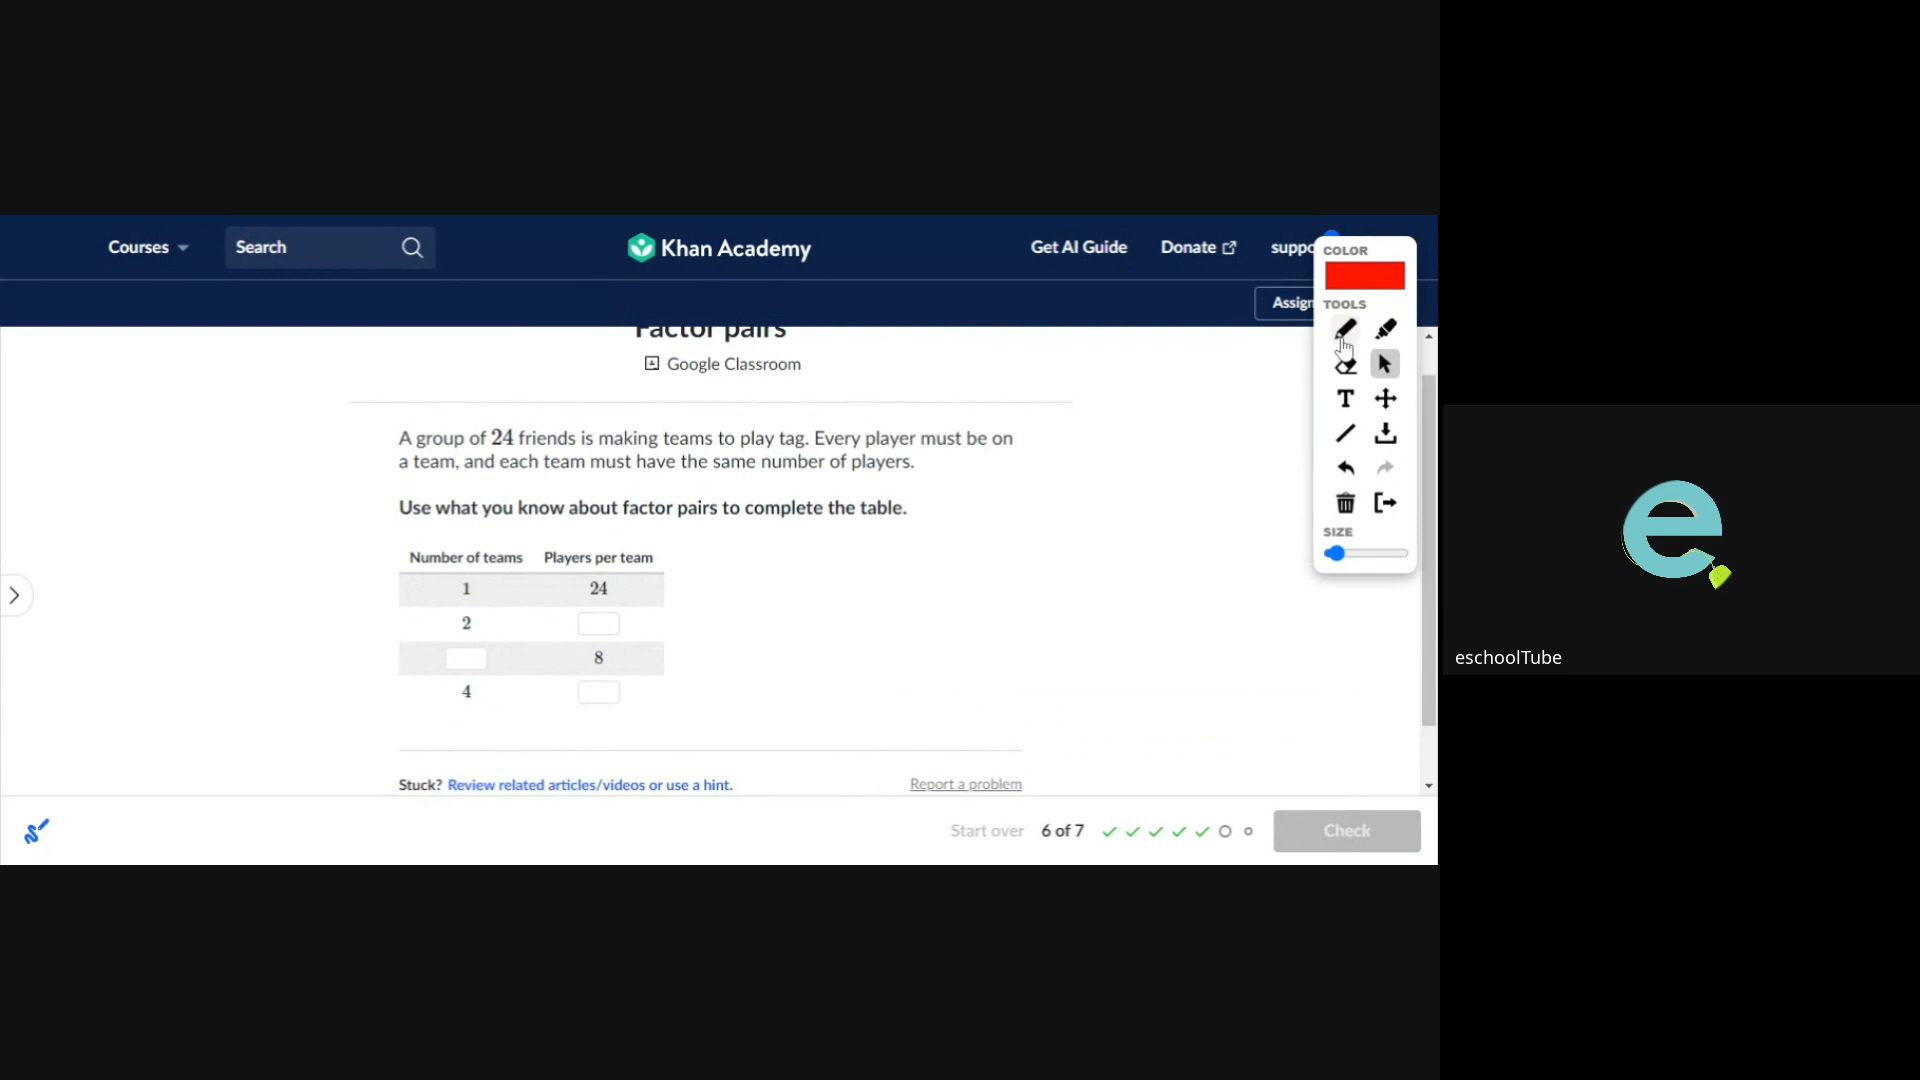 Courses
Search
Khan Academy
Get AI Guide
Donate
suppo
Assign
COLOR
TOOLS
SIZE
Factor pairs
Google Classroom
A group of 24 friends is making teams to play tag. Every player must be on
a team, and each team must have the same number of players.
Use what you know about factor pairs to complete the table.
Number of teams Players per team
1 24
2
8
4
Stuck? Review related articles/videos or use a hint.
Report a problem
Start over 6 of 7
Check
eschoolTube